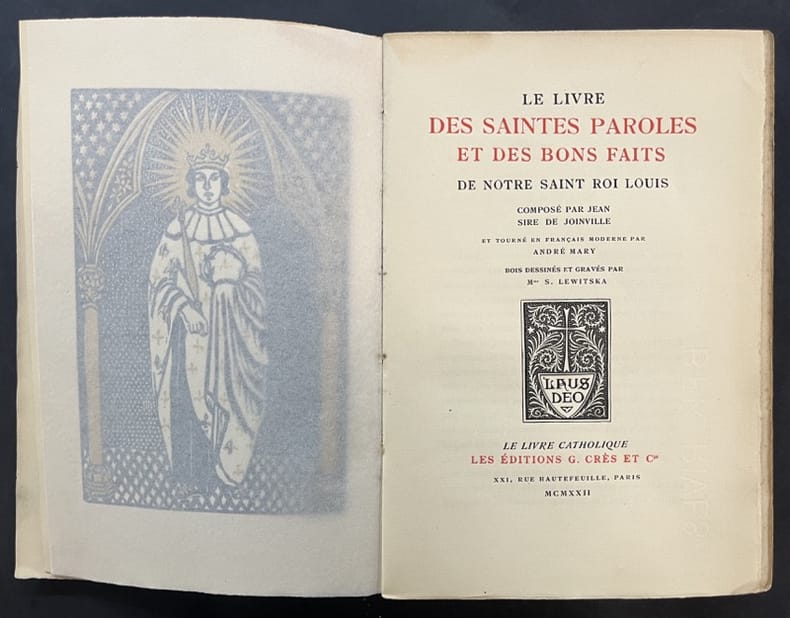 LE LIVRE
DES SAINTES PAROLES
ET DES BONS FAITS
DE NOTRE SAINT ROI LOUIS
COMPOSÉ PAR JEAN
SIRE DE JOINVILLE
ET TOURNÉ EN FRANÇAIS MODERNE PAR
ANDRÉ MARY
BOIS DESSINÉS ET GRAVÉS PAR
Mme S. LEWITSKA
LAUS
DEO
LE LIVRE CATHOLIQUE
LES ÉDITIONS G. CRÈS ET Cie
XXI, RUE HAUTEFEUILLE, PARIS
MCMXXII